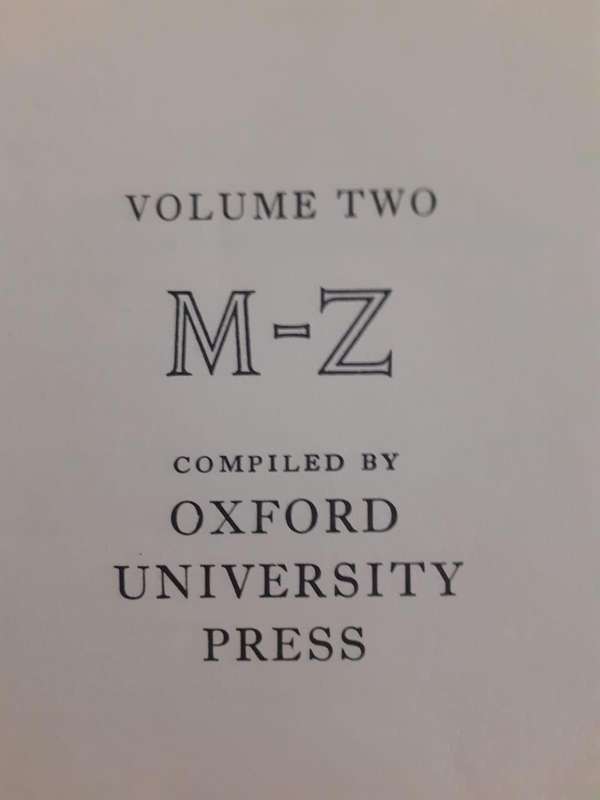 VOLUME TWO
M-Z
COMPILED BY
OXFORD
UNIVERSITY
PRESS